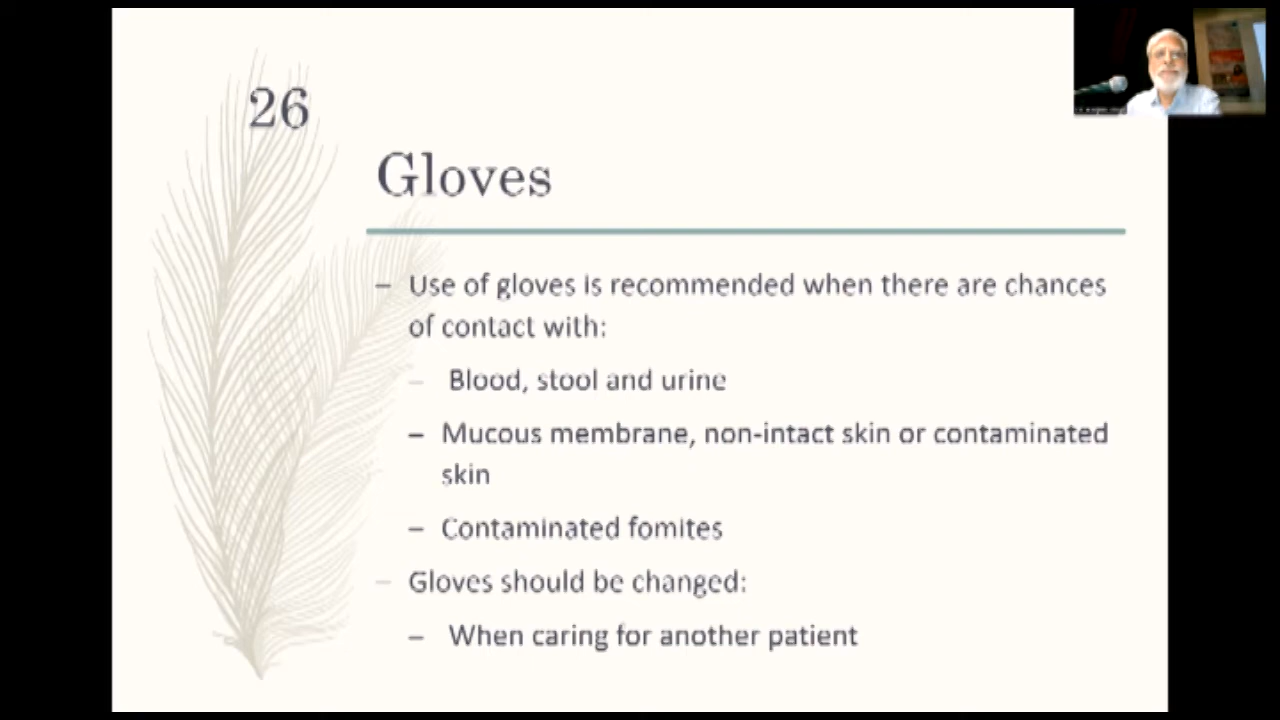 26
Gloves
– Use of gloves is recommended when there are chances
of contact with:
– Blood, stool and urine
– Mucous membrane, non-intact skin or contaminated
skin
– Contaminated fomites
– Gloves should be changed:
– When caring for another patient